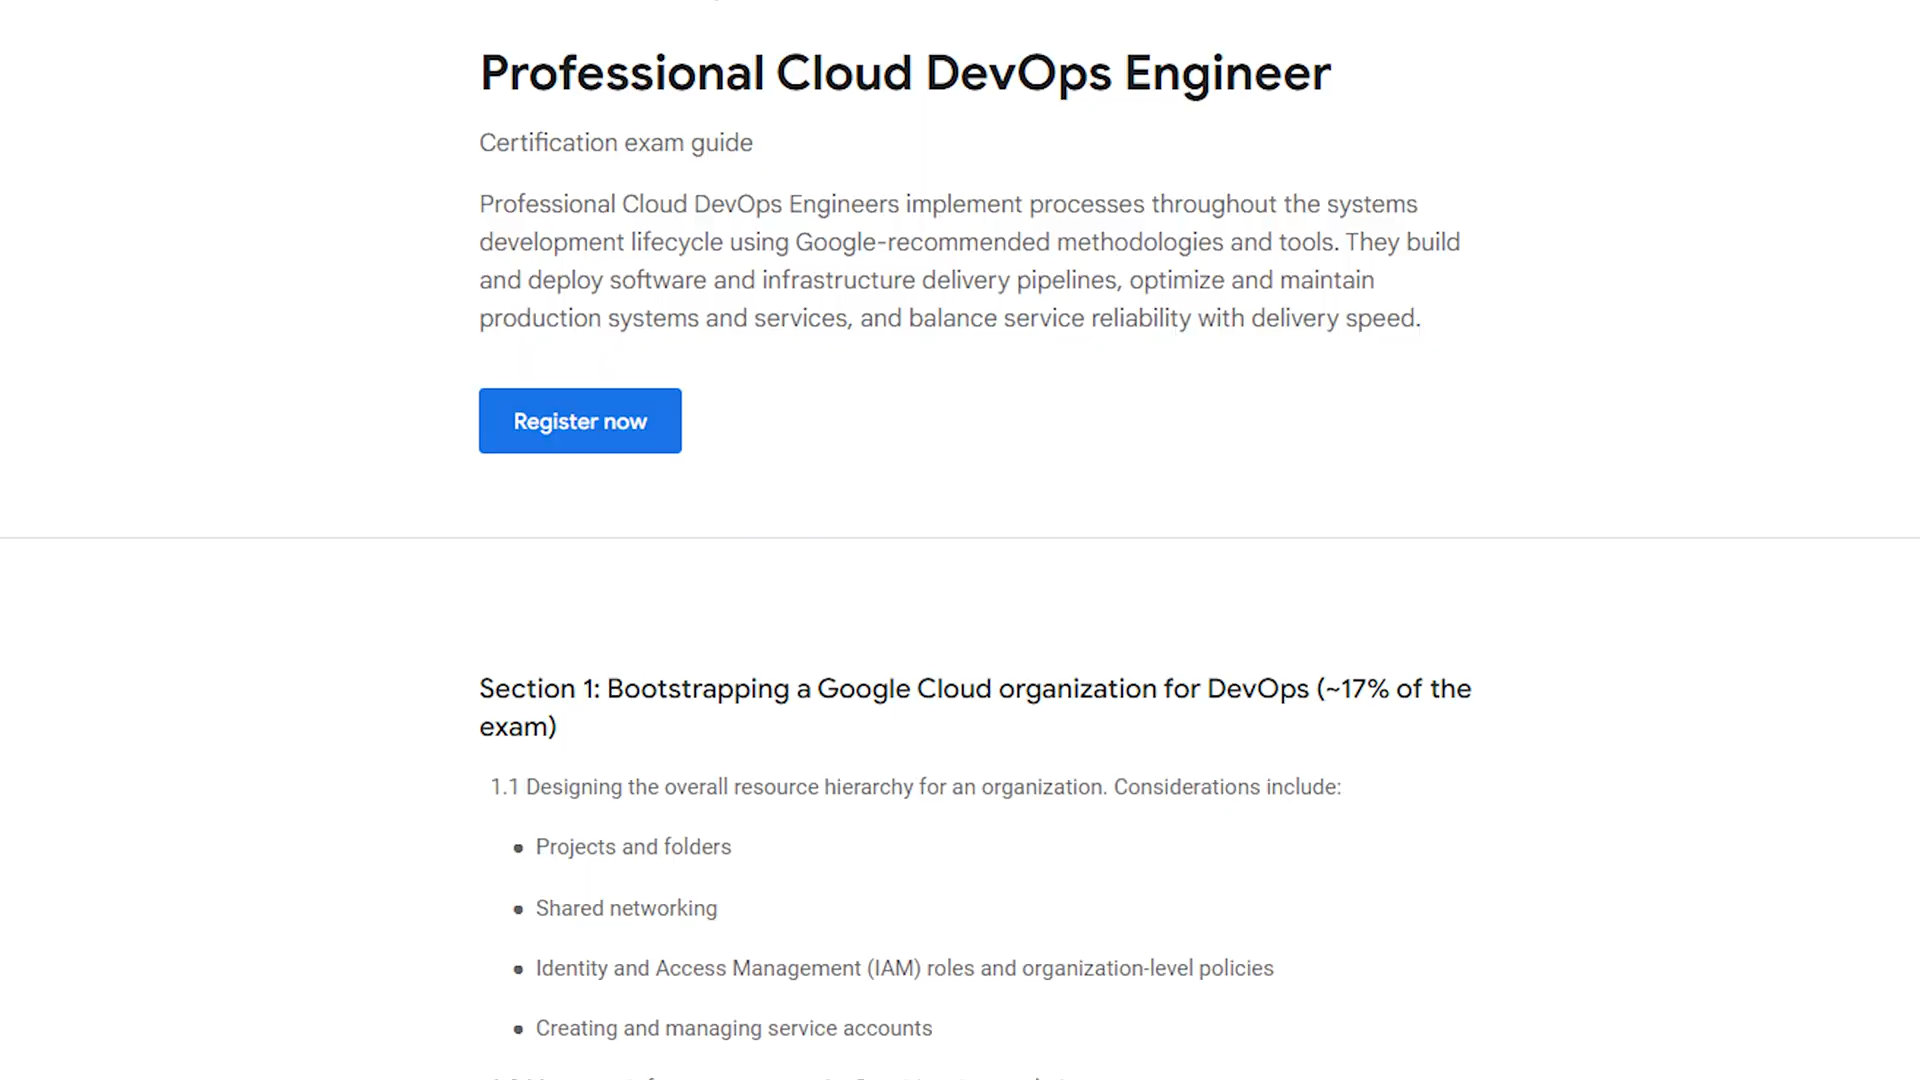 Professional Cloud DevOps Engineer
Certification exam guide
Professional Cloud DevOps Engineers implement processes throughout the systems
development lifecycle using Google-recommended methodologies and tools. They build
and deploy software and infrastructure delivery pipelines, optimize and maintain
production systems and services, and balance service reliability with delivery speed.
Register now
Section 1: Bootstrapping a Google Cloud organization for DevOps (~17% of the
exam)
1.1 Designing the overall resource hierarchy for an organization. Considerations include:
• Projects and folders
• Shared networking
• Identity and Access Management (IAM) roles and organization-level policies
• Creating and managing service accounts